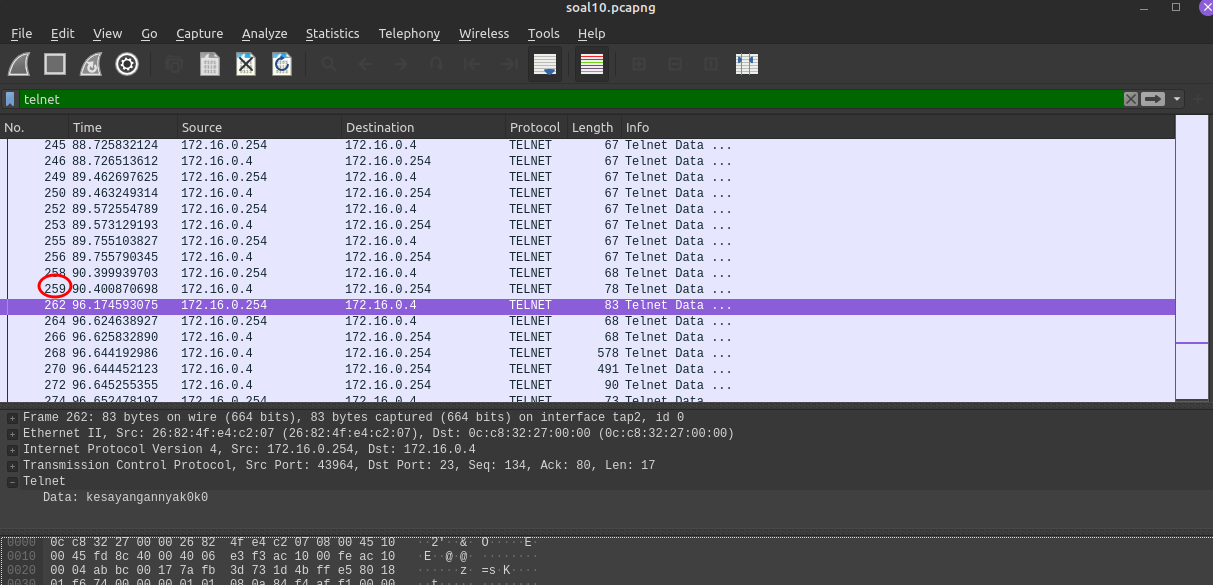 soal10.pcapng
File Edit View Go Capture Analyze Statistics Telephony Wireless Tools Help
telnet
No. Time Source Destination Protocol Length Info
245 88.725832124 172.16.0.254 172.16.0.4 TELNET 67 Telnet Data ...
246 88.726513612 172.16.0.4 172.16.0.254 TELNET 67 Telnet Data ...
249 89.462697625 172.16.0.254 172.16.0.4 TELNET 67 Telnet Data ...
250 89.463249314 172.16.0.4 172.16.0.254 TELNET 67 Telnet Data ...
252 89.572554789 172.16.0.254 172.16.0.4 TELNET 67 Telnet Data ...
253 89.573129193 172.16.0.4 172.16.0.254 TELNET 67 Telnet Data ...
255 89.755103827 172.16.0.254 172.16.0.4 TELNET 67 Telnet Data ...
256 89.755790345 172.16.0.4 172.16.0.254 TELNET 67 Telnet Data ...
258 90.399939703 172.16.0.254 172.16.0.4 TELNET 68 Telnet Data ...
259 90.400870698 172.16.0.4 172.16.0.254 TELNET 78 Telnet Data ...
262 96.174593075 172.16.0.254 172.16.0.4 TELNET 83 Telnet Data ...
264 96.624638927 172.16.0.254 172.16.0.4 TELNET 68 Telnet Data ...
266 96.625832890 172.16.0.4 172.16.0.254 TELNET 68 Telnet Data ...
268 96.644192986 172.16.0.4 172.16.0.254 TELNET 578 Telnet Data ...
270 96.644452123 172.16.0.4 172.16.0.254 TELNET 491 Telnet Data ...
272 96.645255355 172.16.0.4 172.16.0.254 TELNET 90 Telnet Data ...
274 96.652478197 172.16.0.4 172.16.0.254 TELNET 73 Telnet Data ...
Frame 262: 83 bytes on wire (664 bits), 83 bytes captured (664 bits) on interface tap2, id 0
Ethernet II, Src: 26:82:4f:e4:c2:07 (26:82:4f:e4:c2:07), Dst: 0c:c8:32:27:00:00 (0c:c8:32:27:00:00)
Internet Protocol Version 4, Src: 172.16.0.254, Dst: 172.16.0.4
Transmission Control Protocol, Src Port: 43964, Dst Port: 23, Seq: 134, Ack: 80, Len: 17
Telnet
Data: kesayangannyak0k0
0000 0c c8 32 27 00 00 26 82 4f e4 c2 07 08 00 45 10 ··2'··&· O·····E·
0010 00 45 fd 8c 40 00 40 06 e3 f3 ac 10 00 fe ac 10 ·E··@·@· ········
0020 00 04 ab bc 00 17 7a fb 3d 73 1d 4b ff e5 80 18 ······z· =s·K····
0030 01 f6 74 00 00 00 01 01 08 0a 84 f4 af f1 00 00